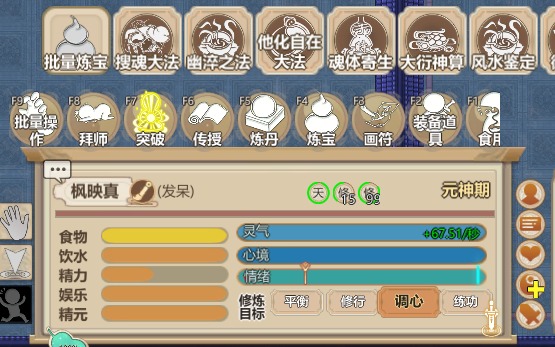 批量炼宝 搜魂大法 幽淬之法 他化自在大法 魂体寄生 大衍神算 风水鉴定
F9 批量操作 F8 拜师 F7 突破 F6 传授 F5 炼丹 F4 炼宝 F3 画符 F2 装备道具 F1
枫映真 (发呆) 天 修 15 修 99 元神期
食物 灵气 +67.51/秒
饮水 心境
精力 情绪
娱乐 修炼目标 平衡 修行 调心 练功
精元